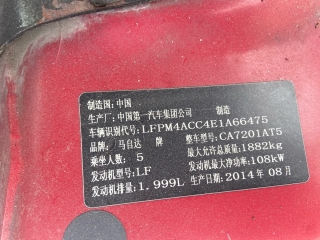 制造国:中国
生产厂:中国第一汽车集团公司 制造
车辆识别代号:LFPM4ACC4E1A66475
品牌:马自达 牌 整车型号:CA7201AT5
乘坐人数:5 最大允许总质量:1882kg
发动机型号:LF 发动机最大净功率:108kW
发动机排量:1.999L 生产日期:2014年08月